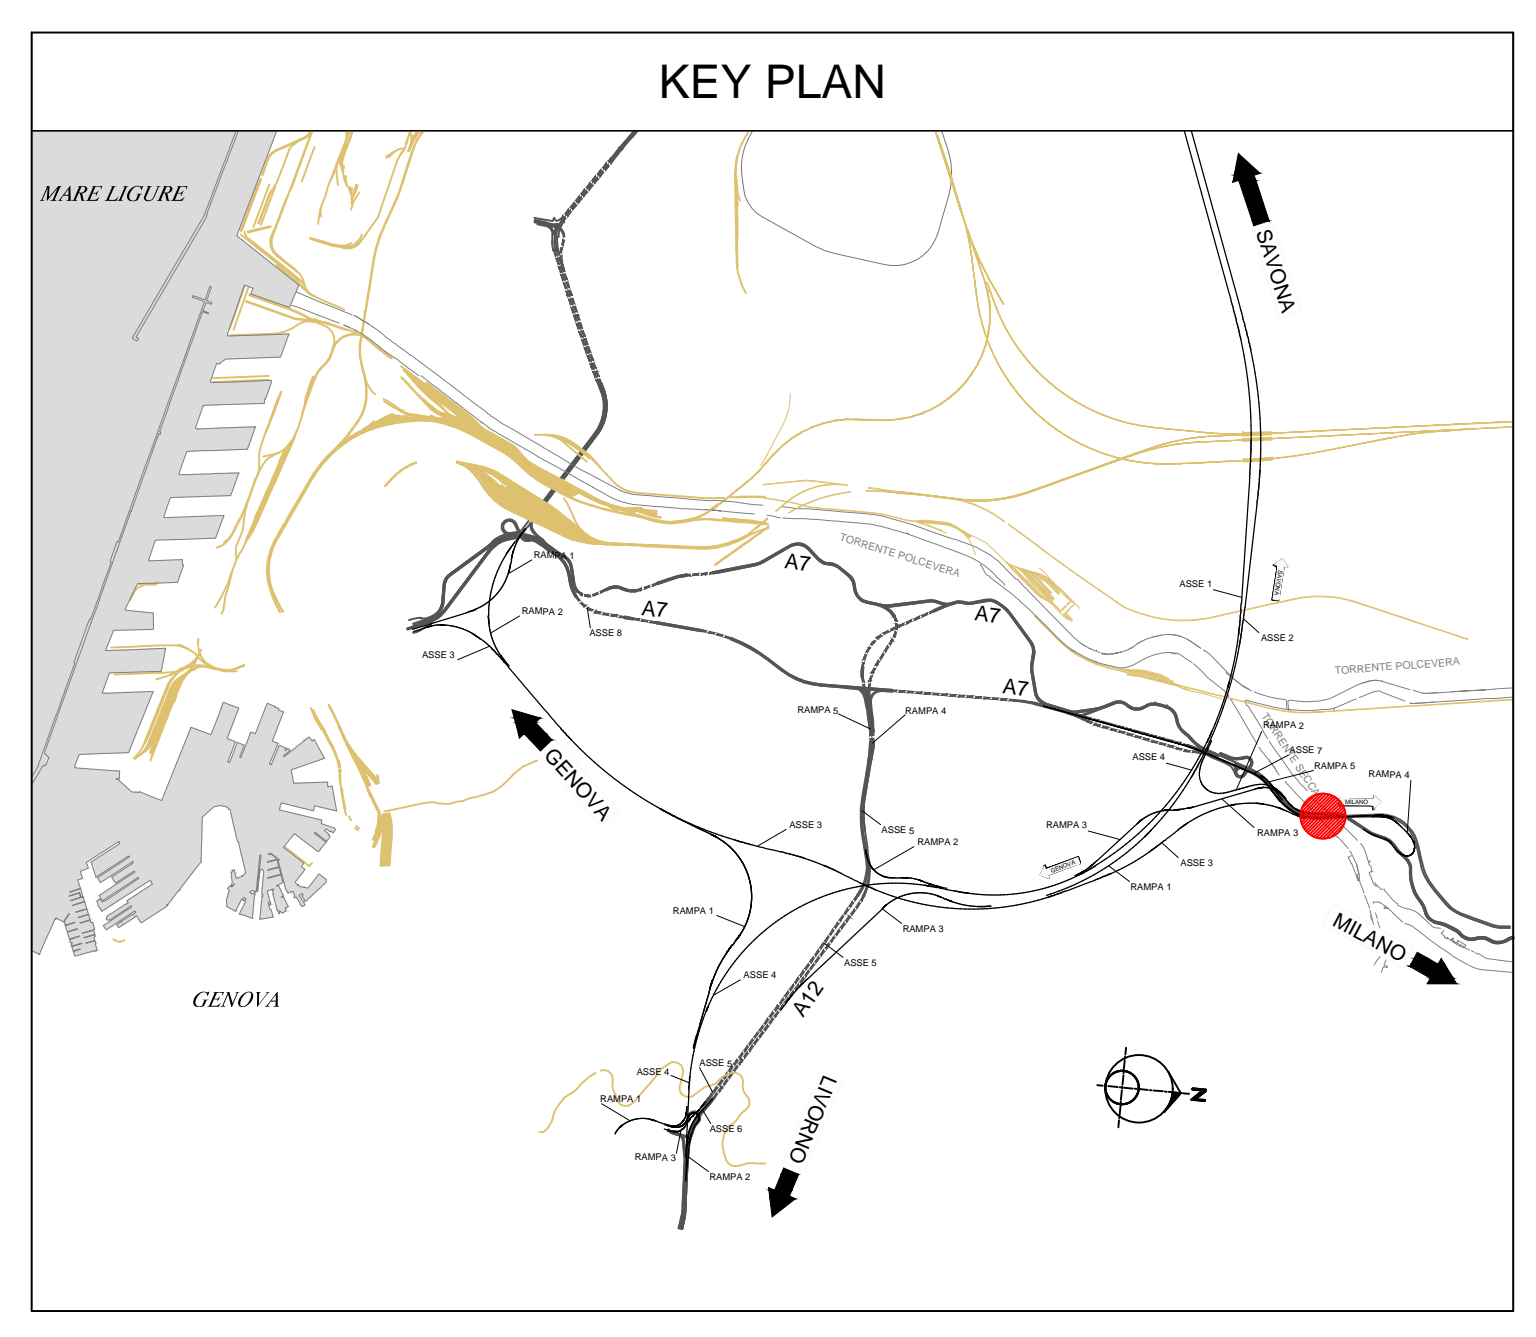 KEY PLAN
MARE LIGURE
SAVONA
TORRENTE POLCEVERA
RAMPA 1
A7
SAVONA
ASSE 1
RAMPA 2
A7
ASSE 8
A7
ASSE 2
ASSE 3
TORRENTE POLCEVERA
A7
RAMPA 5
RAMPA 4
RAMPA 2
TORRENTE SECCA
ASSE 7
ASSE 4
RAMPA 5
RAMPA 4
GENOVA
MILANO
ASSE 3
ASSE 5
RAMPA 3
RAMPA 3
RAMPA 2
GENOVA
ASSE 3
RAMPA 1
RAMPA 1
RAMPA 3
MILANO
ASSE 5
ASSE 4
A12
GENOVA
ASSE 5
ASSE 4
RAMPA 1
LIVORNO
N
ASSE 6
RAMPA 3
RAMPA 2